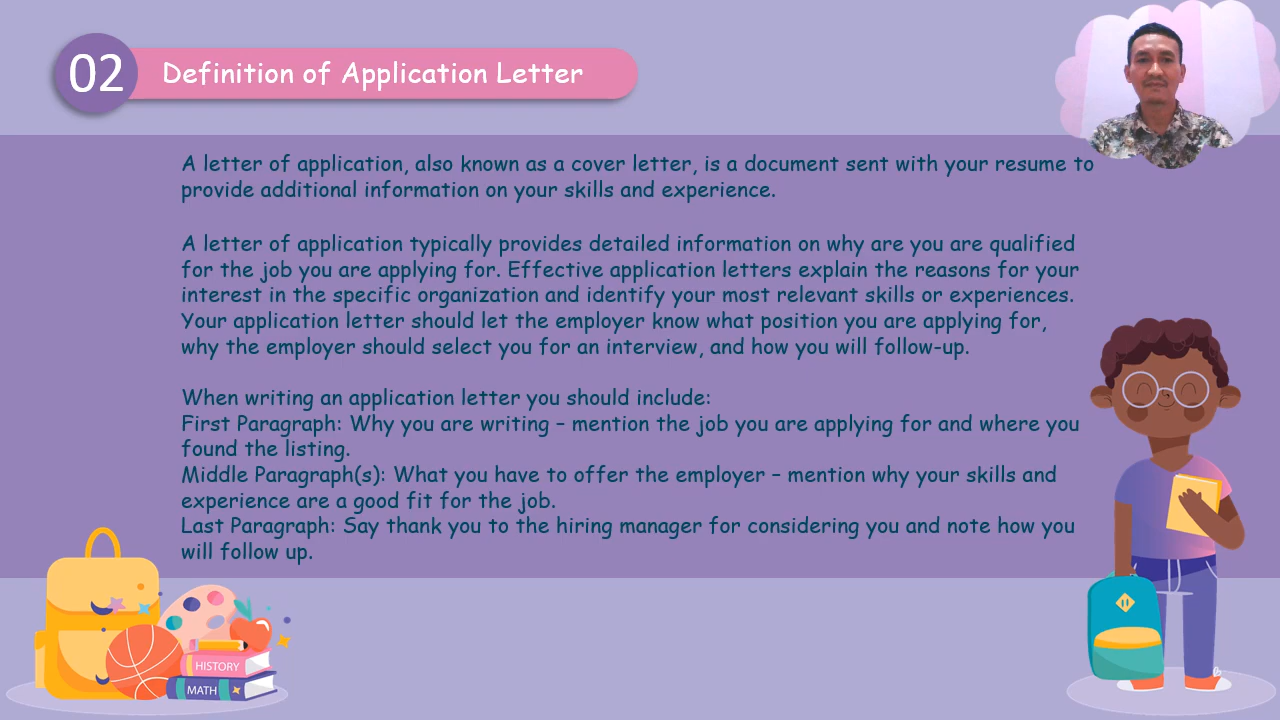 02
Definition of Application Letter
A letter of application, also known as a cover letter, is a document sent with your resume to
provide additional information on your skills and experience.
A letter of application typically provides detailed information on why are you are qualified
for the job you are applying for. Effective application letters explain the reasons for your
interest in the specific organization and identify your most relevant skills or experiences.
Your application letter should let the employer know what position you are applying for,
why the employer should select you for an interview, and how you will follow-up.
When writing an application letter you should include:
First Paragraph: Why you are writing – mention the job you are applying for and where you
found the listing.
Middle Paragraph(s): What you have to offer the employer – mention why your skills and
experience are a good fit for the job.
Last Paragraph: Say thank you to the hiring manager for considering you and note how you
will follow up.
HISTORY
MATH